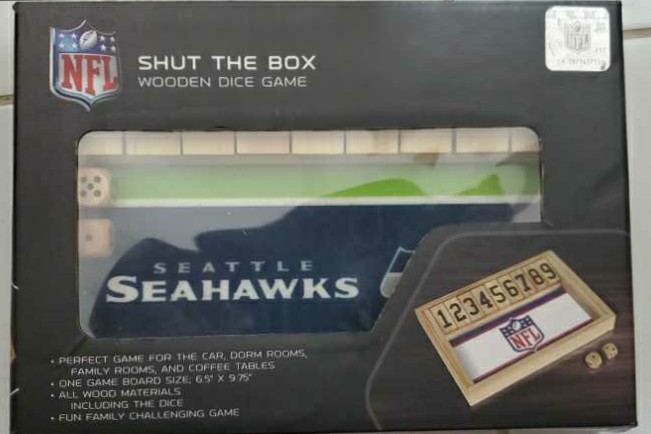 NFL
SHUT THE BOX
WOODEN DICE GAME
NFL
SEATTLE
SEAHAWKS
123456789
NFL
• PERFECT GAME FOR THE CAR, DORM ROOMS,
FAMILY ROOMS, AND COFFEE TABLES
• ONE GAME BOARD SIZE: 6.5" X 9.75"
• ALL WOOD MATERIALS
INCLUDING THE DICE
• FUN FAMILY CHALLENGING GAME